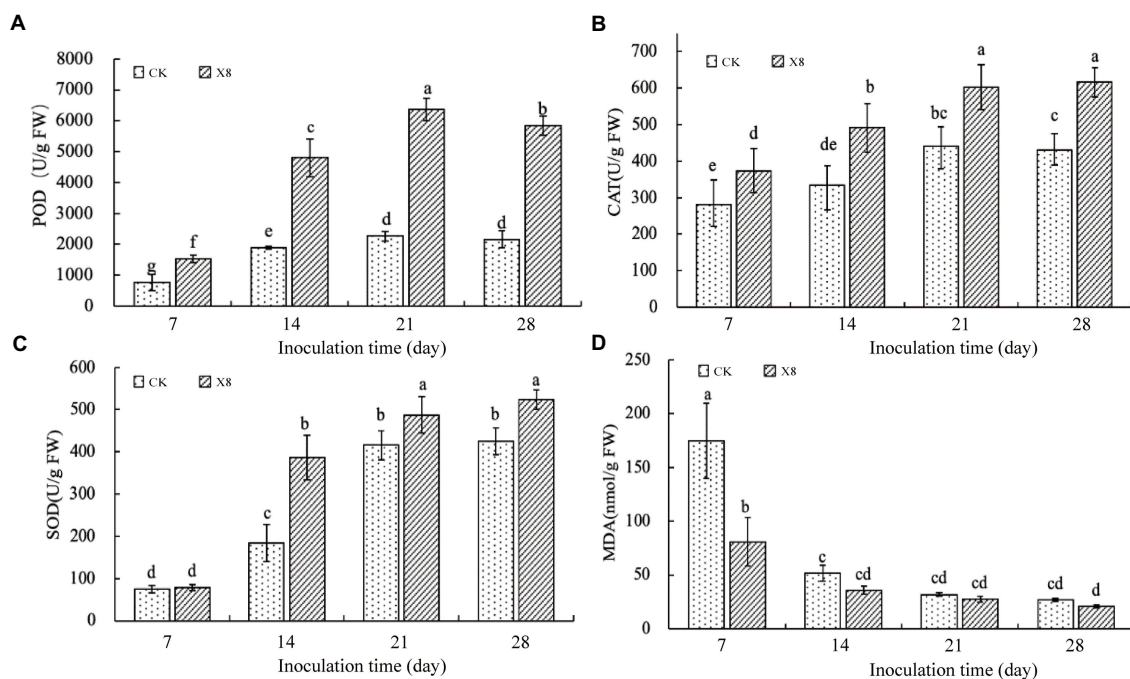 A
8000
7000
6000
5000
4000
3000
2000
1000
0
POD (U/g FW)
CK X8
g f e c d a d b
7 14 21 28
Inoculation time (day)
B
700
600
500
400
300
200
100
0
CAT(U/g FW)
CK X8
e d de b bc a c a
7 14 21 28
Inoculation time (day)
C
600
500
400
300
200
100
0
SOD(U/g FW)
CK X8
d d c b b a b a
7 14 21 28
Inoculation time (day)
D
250
200
150
100
50
0
MDA(nmol/g FW)
CK X8
a b c cd cd cd cd d
7 14 21 28
Inoculation time (day)